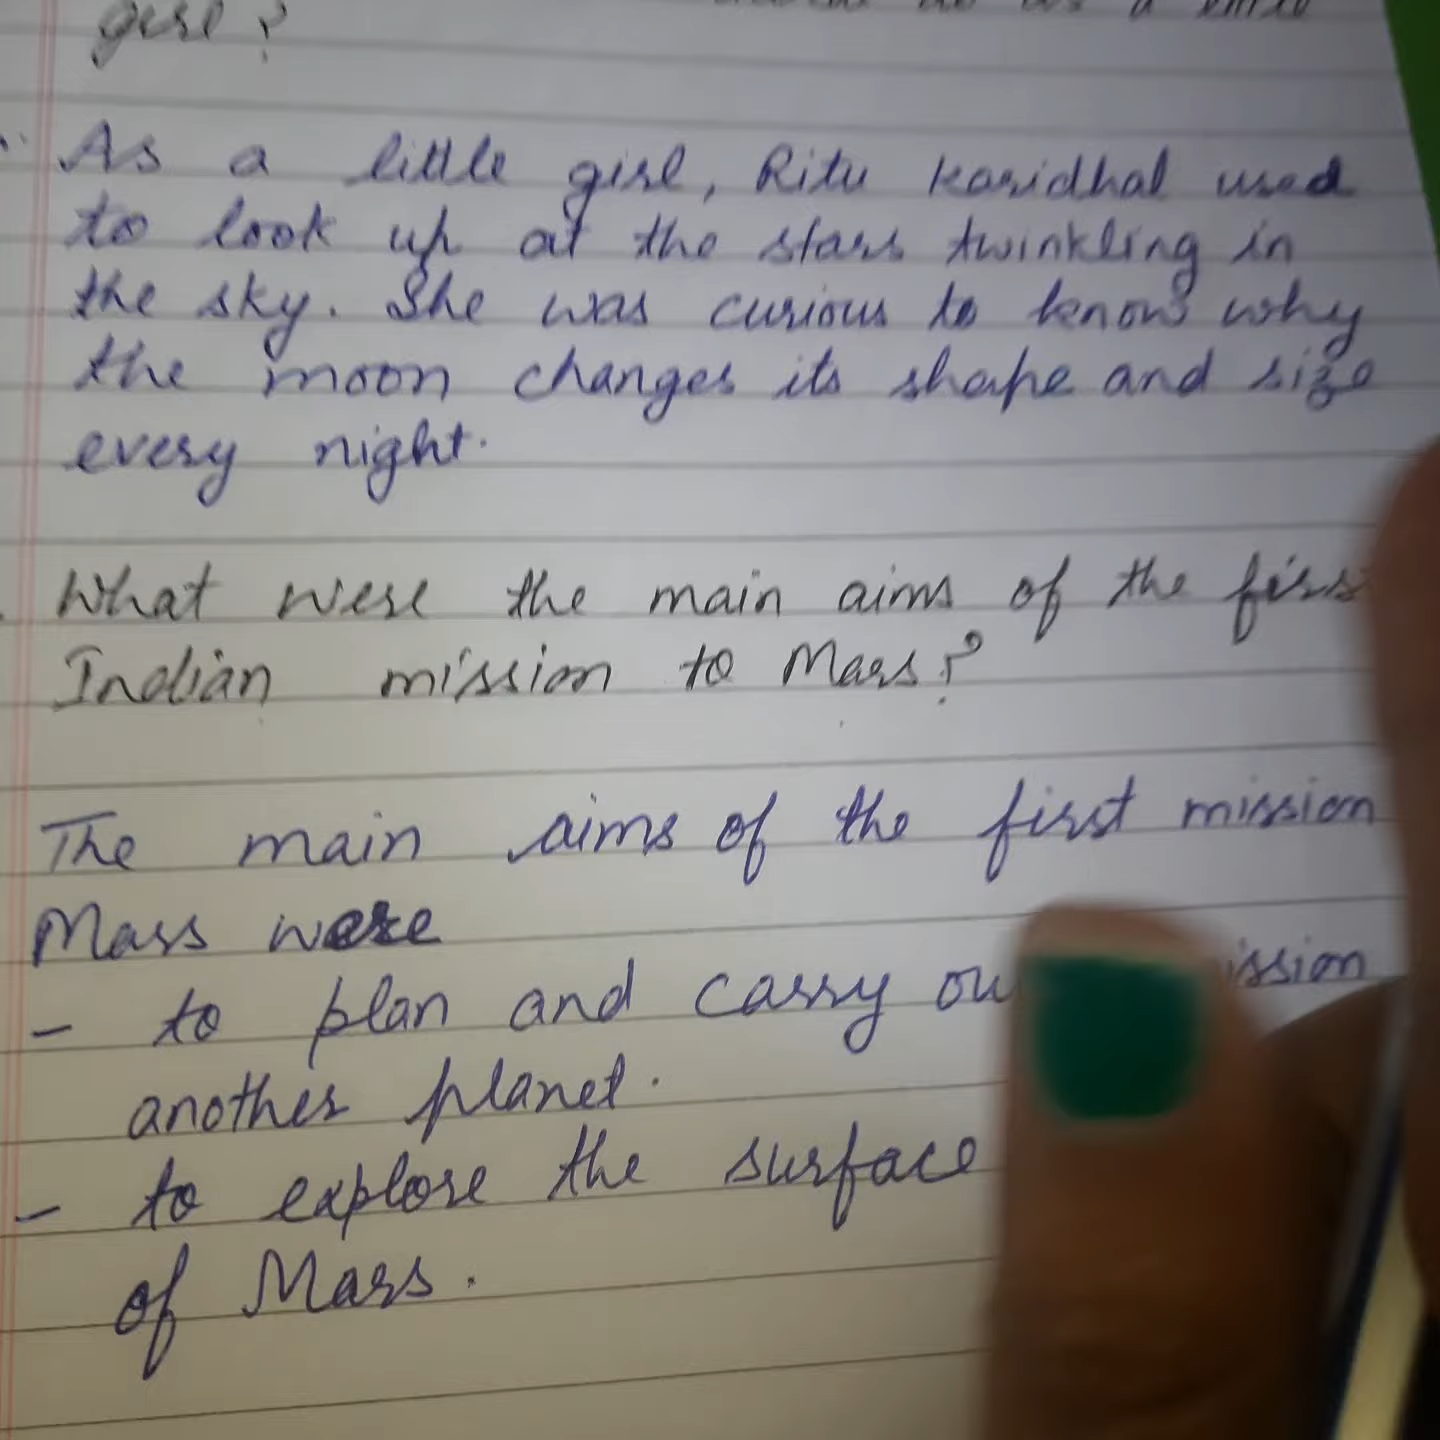 girl?
As a little girl, Ritu Karidhal used
to look up at the stars twinkling in
the sky. She was curious to know why
the moon changes its shape and size
every night.
What were the main aims of the first
Indian mission to Mars?
The main aims of the first mission
Mars were
- to plan and carry
another planet.
- to explore the surface
of Mars.